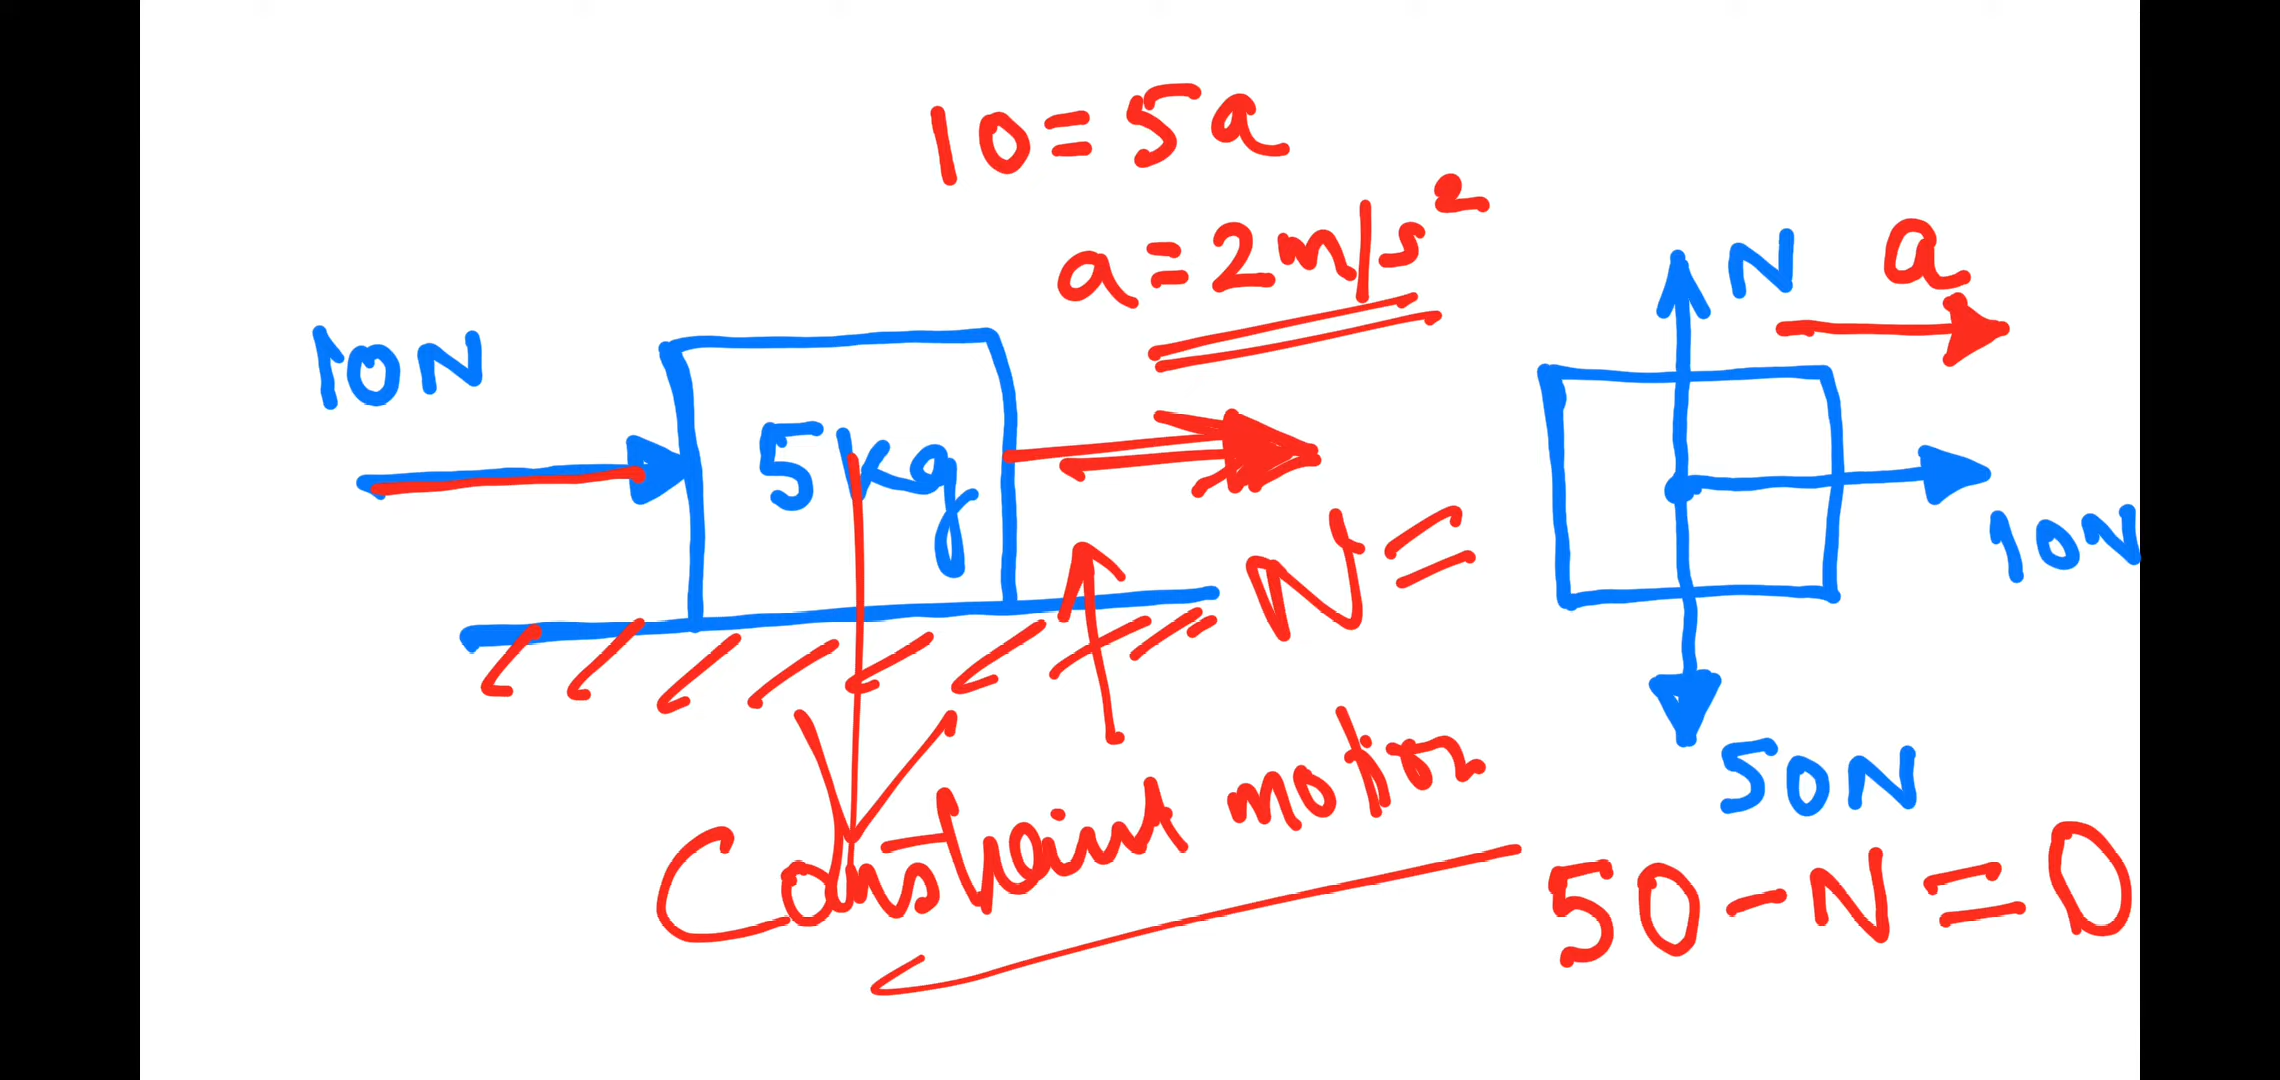 10 = 5a
a = 2m/s²
N
a
10N
5kg
10N
N =
50N
Constraint motion
50 - N = 0